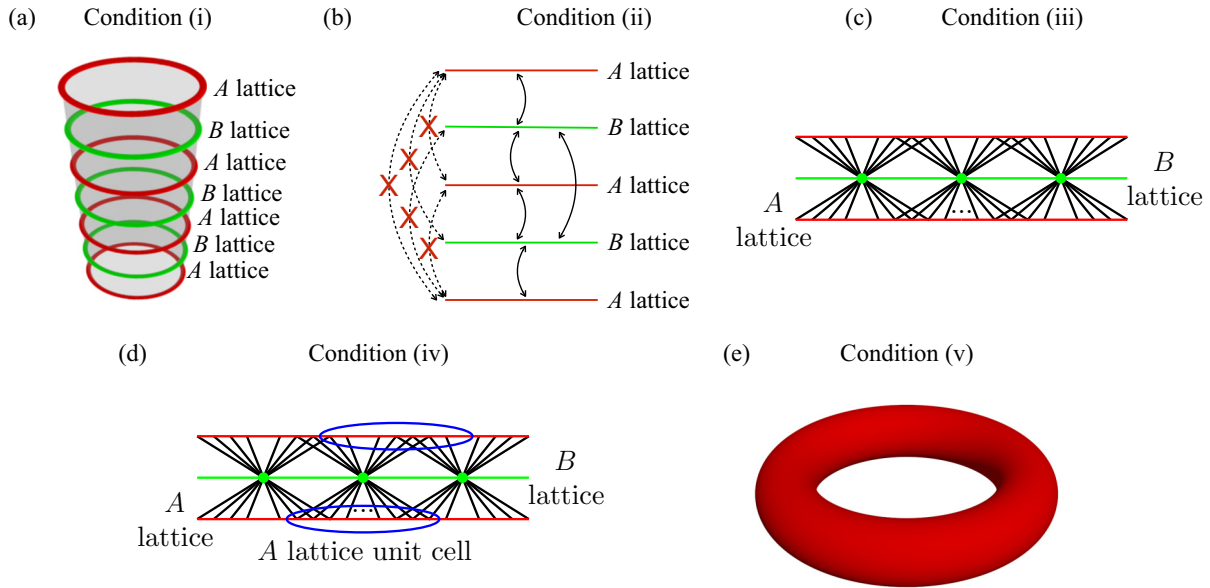 (a) Condition (i)
A lattice
B lattice
A lattice
B lattice
A lattice
B lattice
A lattice
(b) Condition (ii)
A lattice
B lattice
A lattice
B lattice
A lattice
X
X
X
X
X
(c) Condition (iii)
A
lattice
...
B
lattice
(d) Condition (iv)
A
lattice
...
B
lattice
A lattice unit cell
(e) Condition (v)